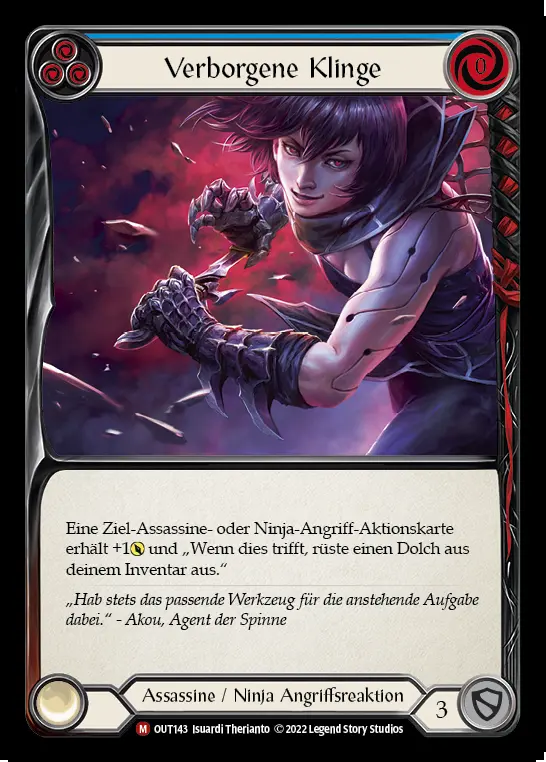 Verborgene Klinge
0
Eine Ziel-Assassine- oder Ninja-Angriff-Aktionskarte
erhält +1 und „Wenn dies trifft, rüste einen Dolch aus
deinem Inventar aus.“
„Hab stets das passende Werkzeug für die anstehende Aufgabe
dabei.“ - Akou, Agent der Spinne
Assassine / Ninja Angriffsreaktion
3
M OUT143 Isuardi Therianto © 2022 Legend Story Studios